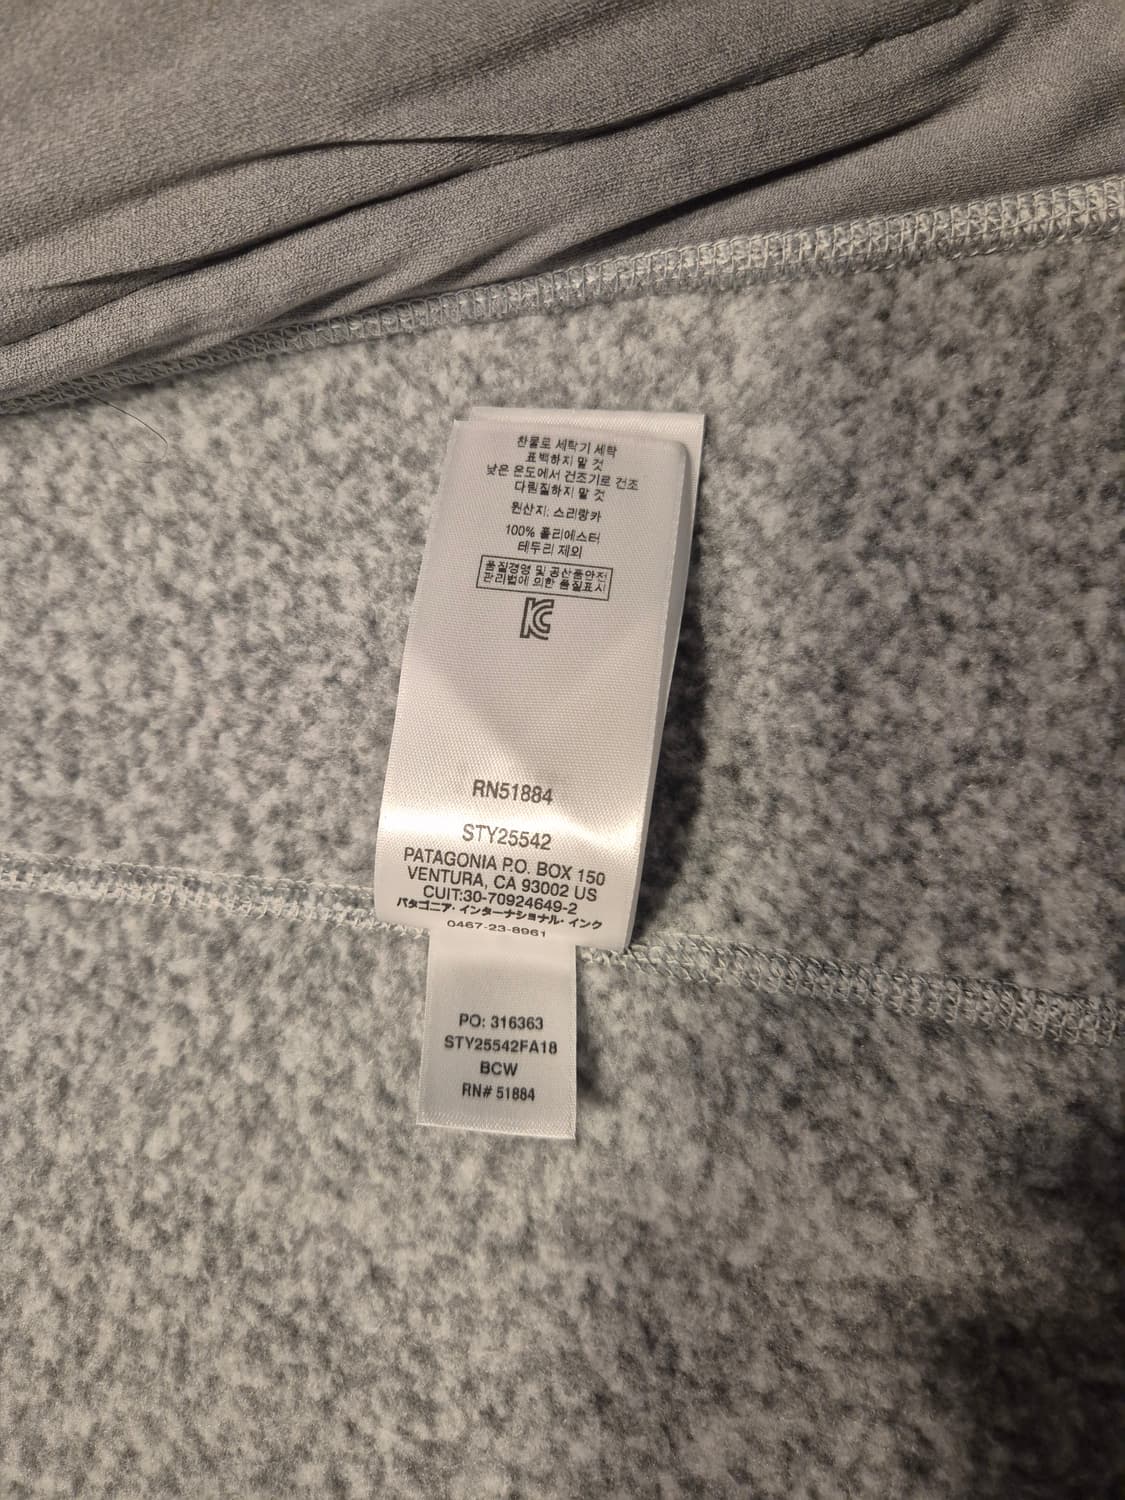 찬물로 세탁기 세탁
표백하지 말 것
낮은 온도에서 건조기로 건조
다림질하지 말 것
원산지: 스리랑카
100% 폴리에스터
테두리 제외
품질경영 및 공산품안전
관리법에 의한 품질표시
RN51884
STY25542
PATAGONIA P.O. BOX 150
VENTURA, CA 93002 US
CUIT:30-70924649-2
パタゴニア・インターナショナル・インク
0467-23-8961
PO: 316363
STY25542FA18
BCW
RN# 51884